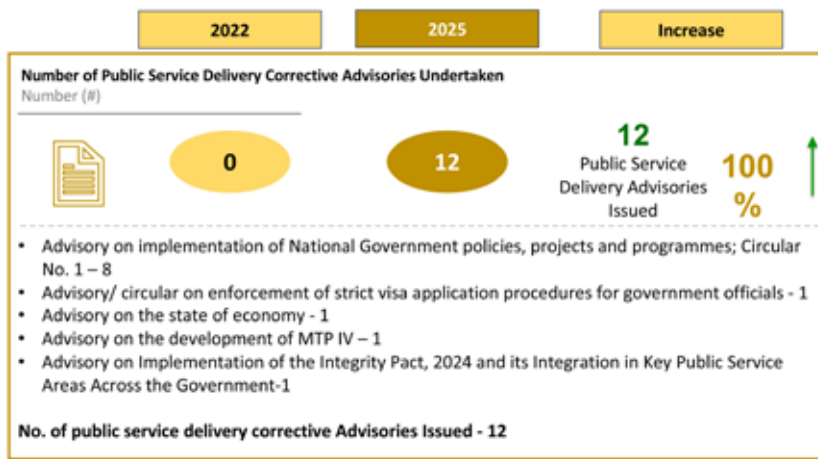 2022
2025
Increase
Number of Public Service Delivery Corrective Advisories Undertaken
Number (#)
0
12
12
Public Service
Delivery Advisories
Issued
100
%
• Advisory on implementation of National Government policies, projects and programmes; Circular
No. 1 – 8
• Advisory/ circular on enforcement of strict visa application procedures for government officials - 1
• Advisory on the state of economy - 1
• Advisory on the development of MTP IV – 1
• Advisory on Implementation of the Integrity Pact, 2024 and its Integration in Key Public Service
Areas Across the Government-1
No. of public service delivery corrective Advisories Issued - 12